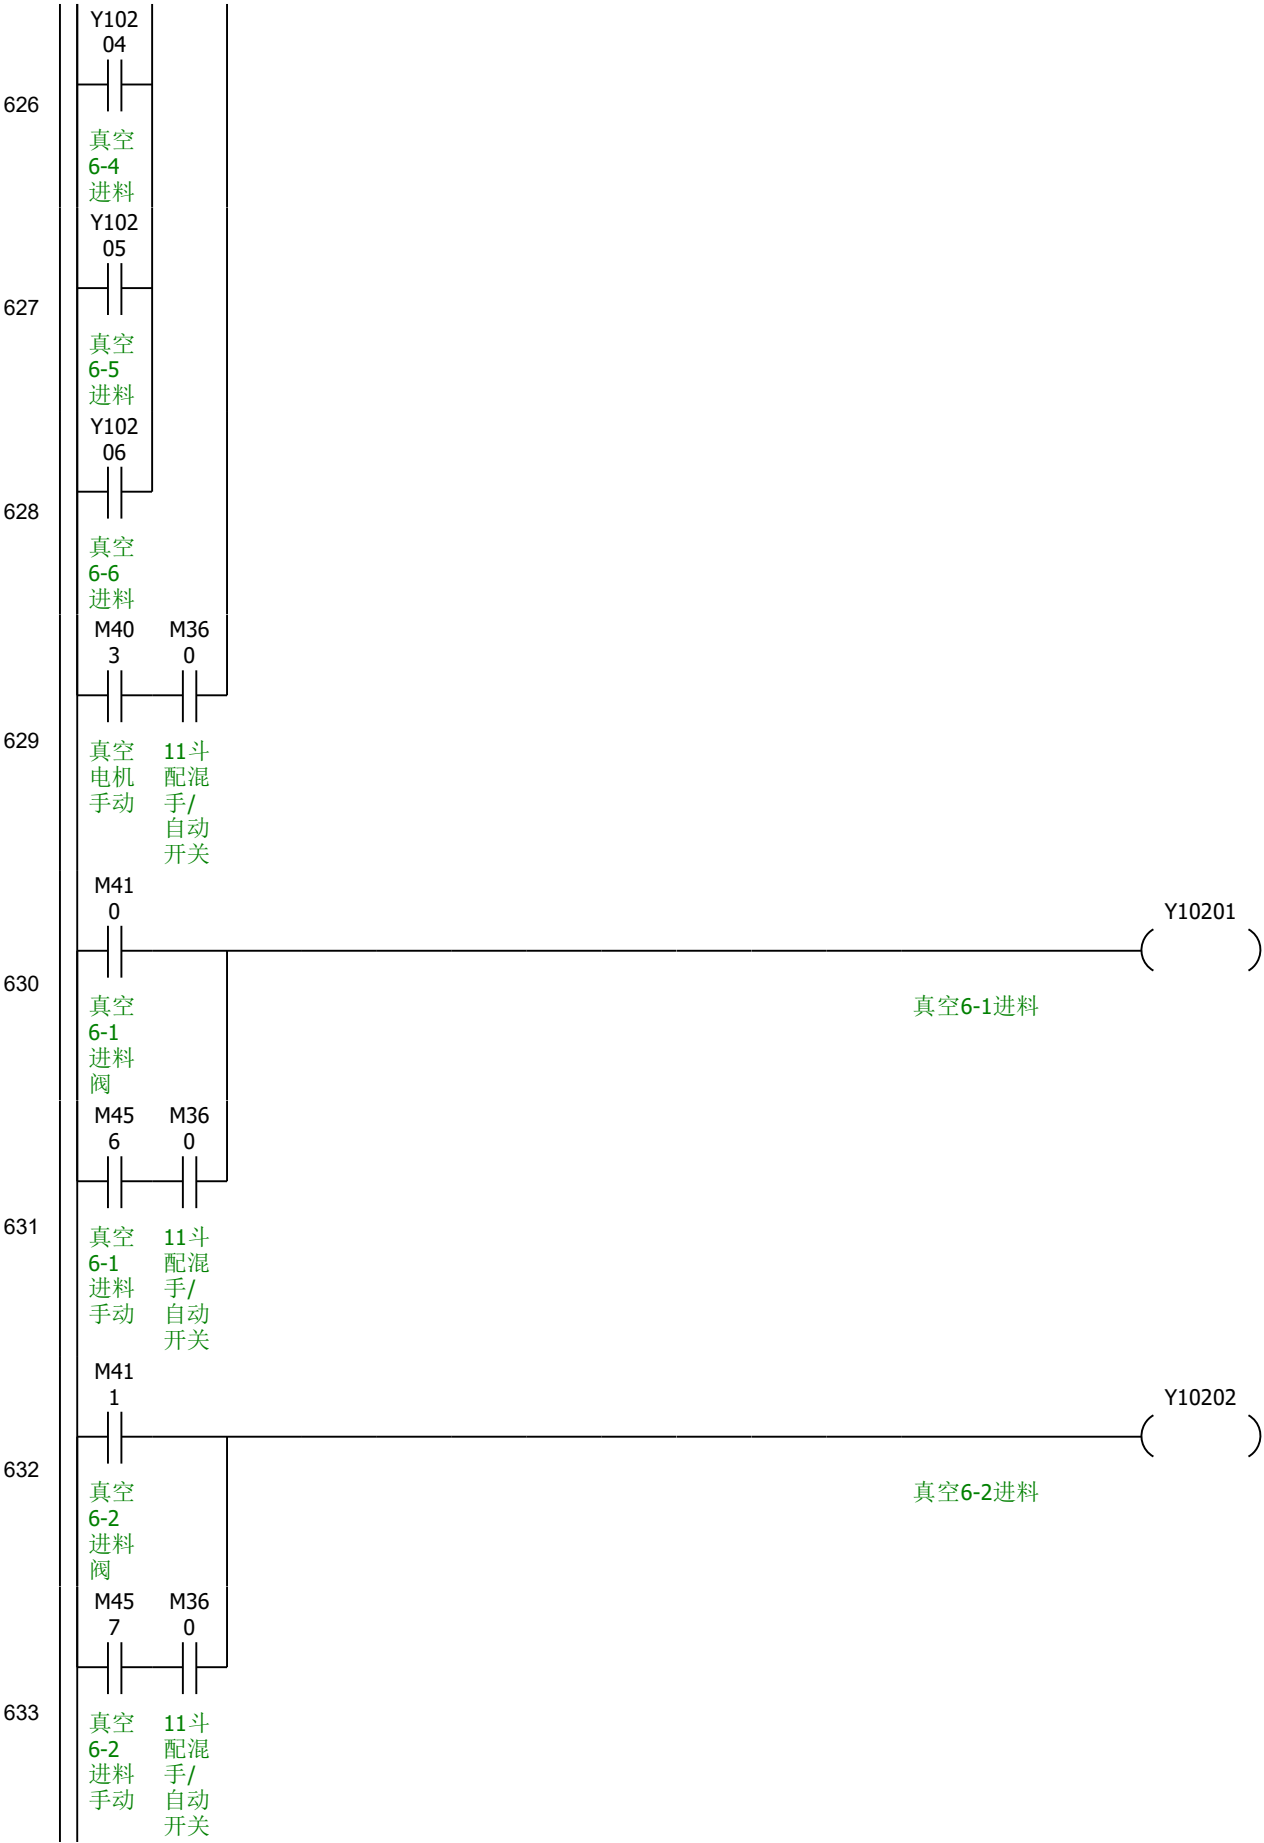 Y102
04
626
真空
6-4
进料
Y102
05
627
真空
6-5
进料
Y102
06
628
真空
6-6
进料
M40 M36
3 0
629
真空 11斗
电机 配混
手动 手/
自动
开关
M41
0 Y10201
630
真空 真空6-1进料
6-1
进料
阀
M45 M36
6 0
631
真空 11斗
6-1 配混
进料 手/
手动 自动
开关
M41
1 Y10202
632
真空 真空6-2进料
6-2
进料
阀
M45 M36
7 0
633
真空 11斗
6-2 配混
进料 手/
手动 自动
开关